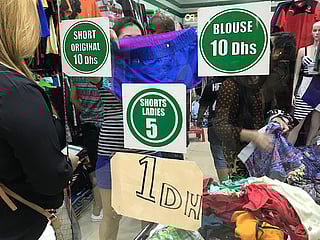 SHORT
ORIGINAL
10 Dhs
BLOUSE
10 Dhs
SHORTS
LADIES
5
1 DH